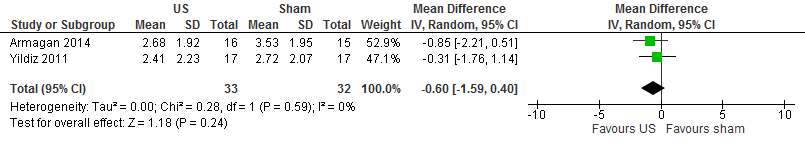 US Sham Mean Difference Mean Difference
Study or Subgroup Mean SD Total Mean SD Total Weight IV, Random, 95% CI IV, Random, 95% CI
Armagan 2014 2.68 1.92 16 3.53 1.95 15 52.9% -0.85 [-2.21, 0.51]
Yildiz 2011 2.41 2.23 17 2.72 2.07 17 47.1% -0.31 [-1.76, 1.14]
Total (95% CI) 33 32 100.0% -0.60 [-1.59, 0.40]
Heterogeneity: Tau² = 0.00; Chi² = 0.28, df = 1 (P = 0.59); I² = 0%
Test for overall effect: Z = 1.18 (P = 0.24)
-10 -5 0 5 10
Favours US Favours sham